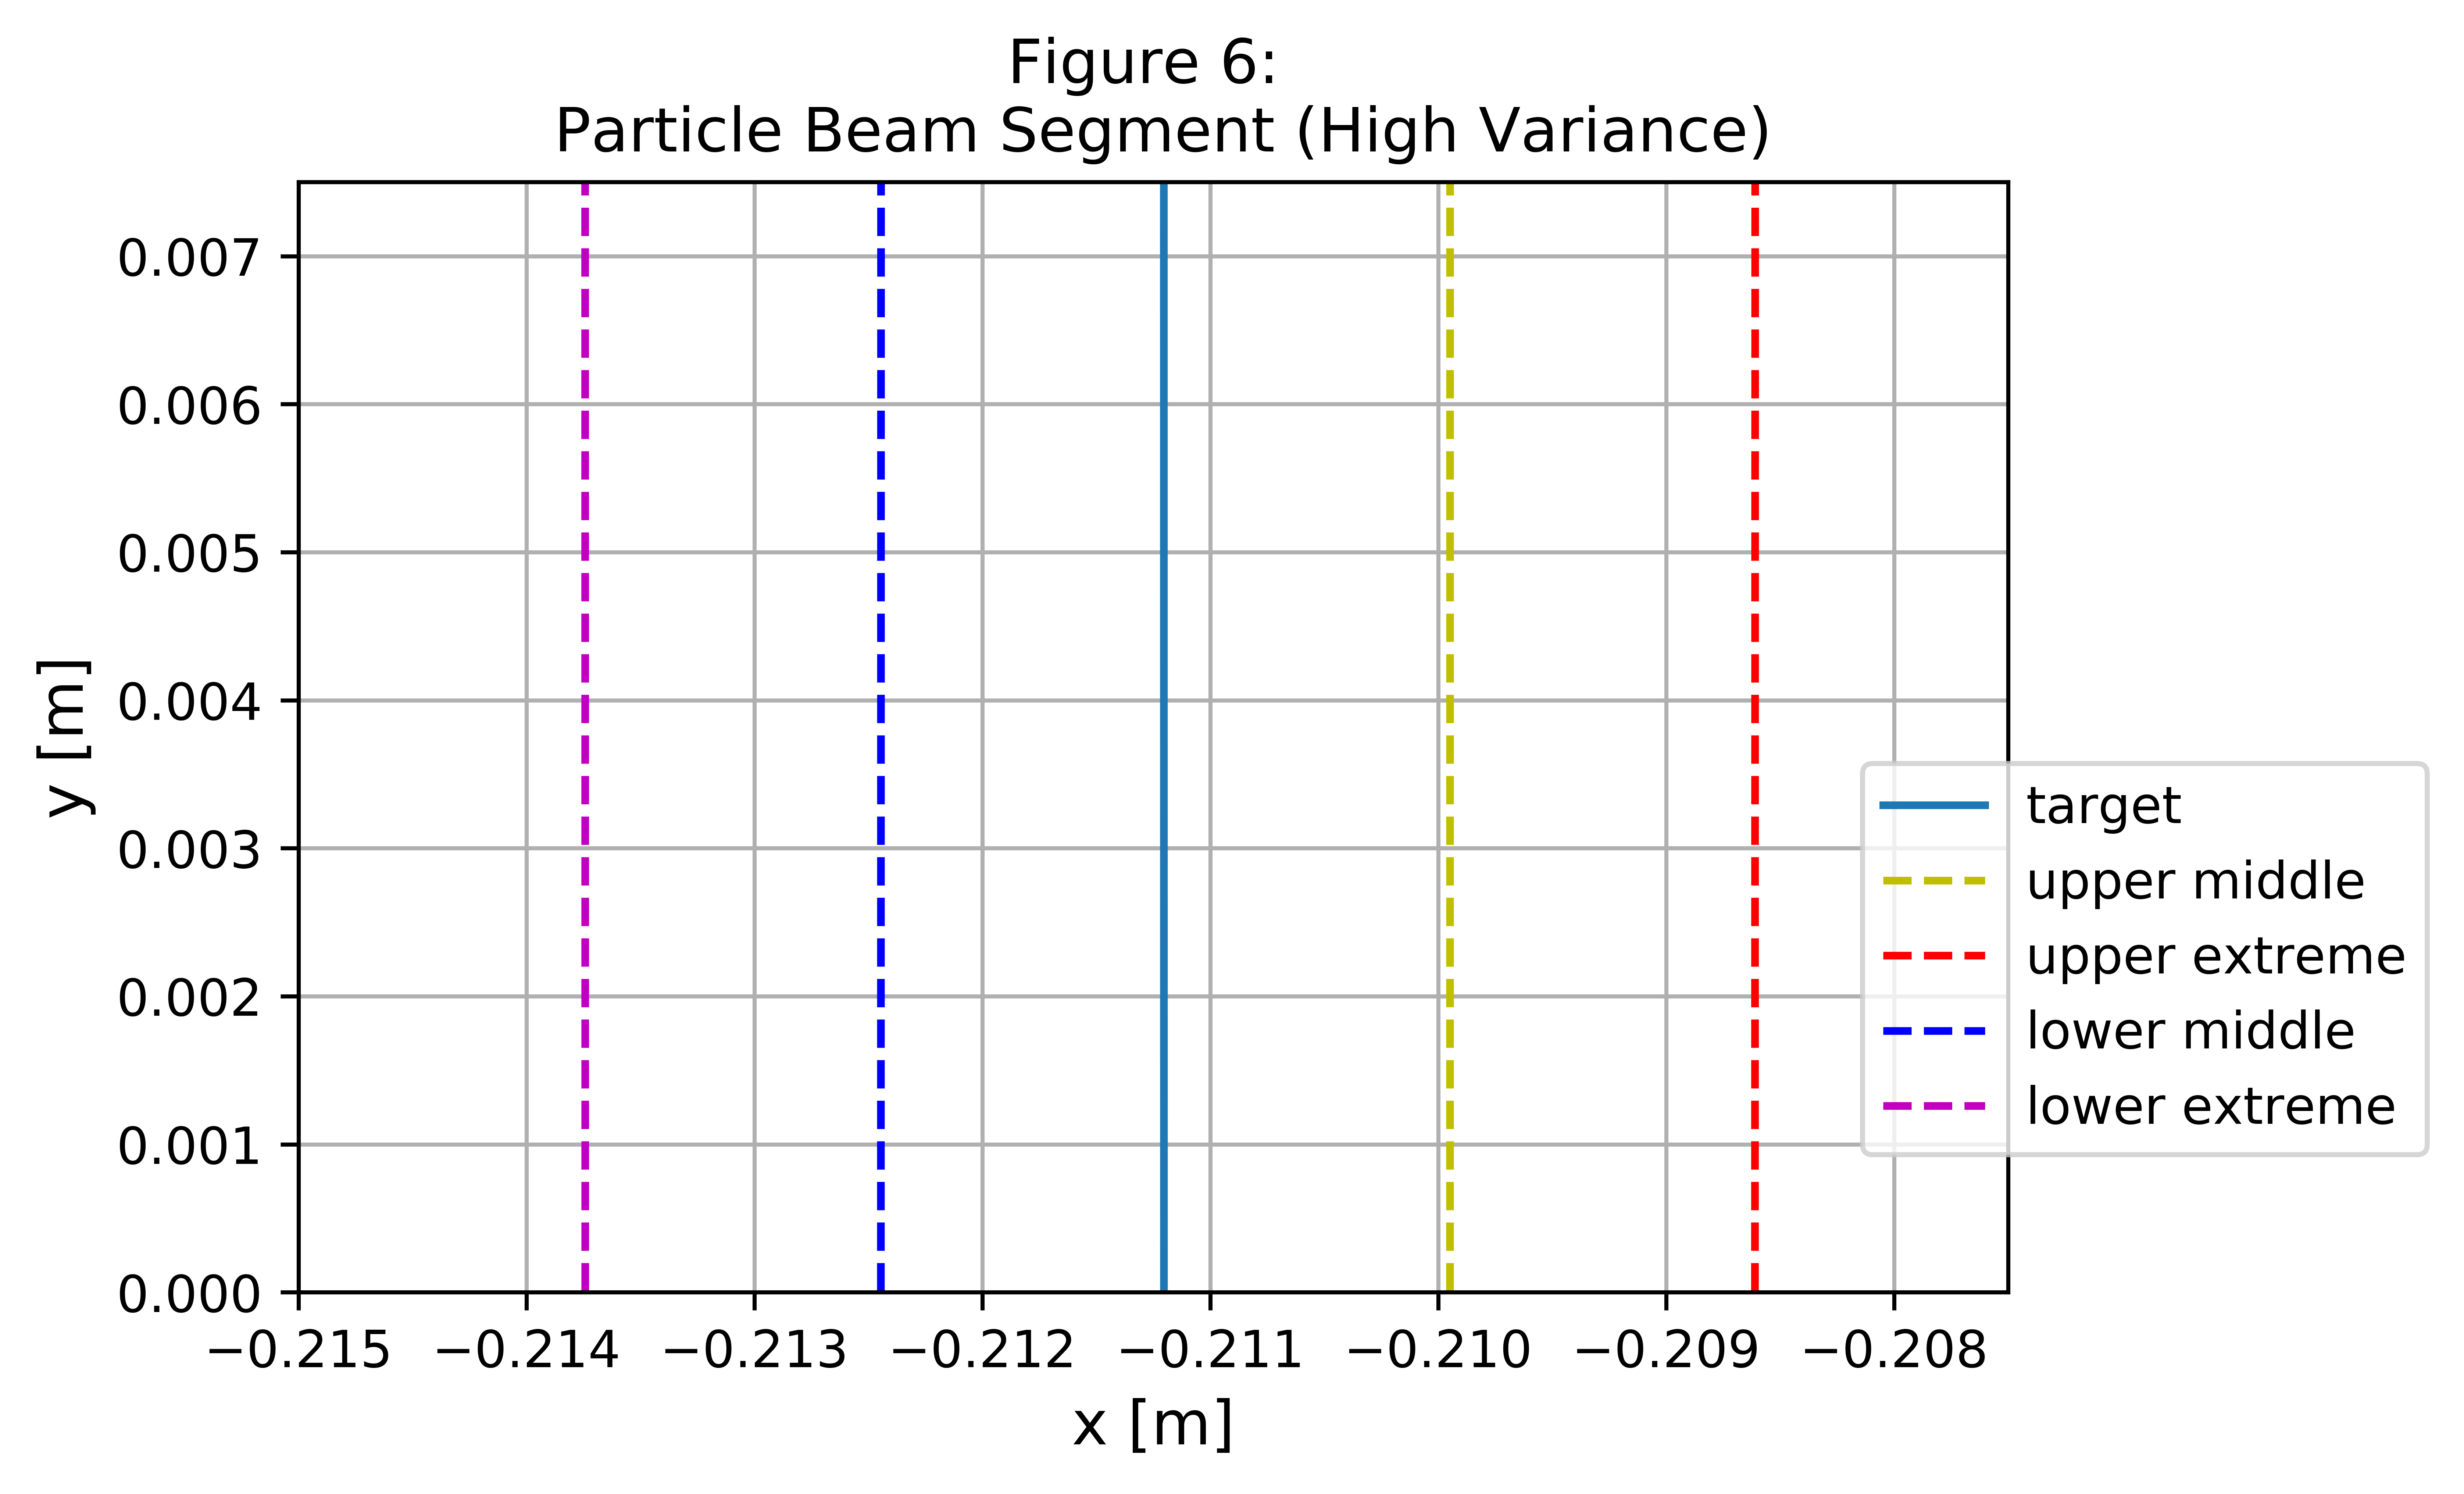 Figure 6:
Particle Beam Segment (High Variance)
y [m]
0.007
0.006
0.005
0.004
0.003
0.002
0.001
0.000
−0.215 −0.214 −0.213 −0.212 −0.211 −0.210 −0.209 −0.208
x [m]
target
upper middle
upper extreme
lower middle
lower extreme